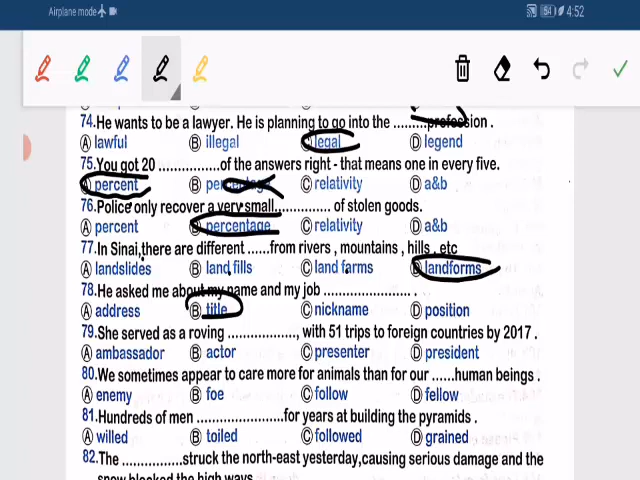 Airplane mode 54 4:52
74.He wants to be a lawyer. He is planning to go into the .........profession .
Ⓐ lawful Ⓑ illegal Ⓒ legal Ⓓ legend
75.You got 20 ...............of the answers right - that means one in every five.
Ⓐ percent Ⓑ percentage Ⓒ relativity Ⓓ a&b
76.Police only recover a very small.............. of stolen goods.
Ⓐ percent Ⓑ percentage Ⓒ relativity Ⓓ a&b
77.In Sinai,there are different ......from rivers , mountains , hills , etc
Ⓐ landslides Ⓑ land fills Ⓒ land farms Ⓓ landforms
78.He asked me about my name and my job ....................... .
Ⓐ address Ⓑ title Ⓒ nickname Ⓓ position
79.She served as a roving ................., with 51 trips to foreign countries by 2017 .
Ⓐ ambassador Ⓑ actor Ⓒ presenter Ⓓ president
80.We sometimes appear to care more for animals than for our ......human beings .
Ⓐ enemy Ⓑ foe Ⓒ follow Ⓓ fellow
81.Hundreds of men ................for years at building the pyramids .
Ⓐ willed Ⓑ toiled Ⓒ followed Ⓓ grained
82.The ...............struck the north-east yesterday,causing serious damage and the
snow blocked the high ways